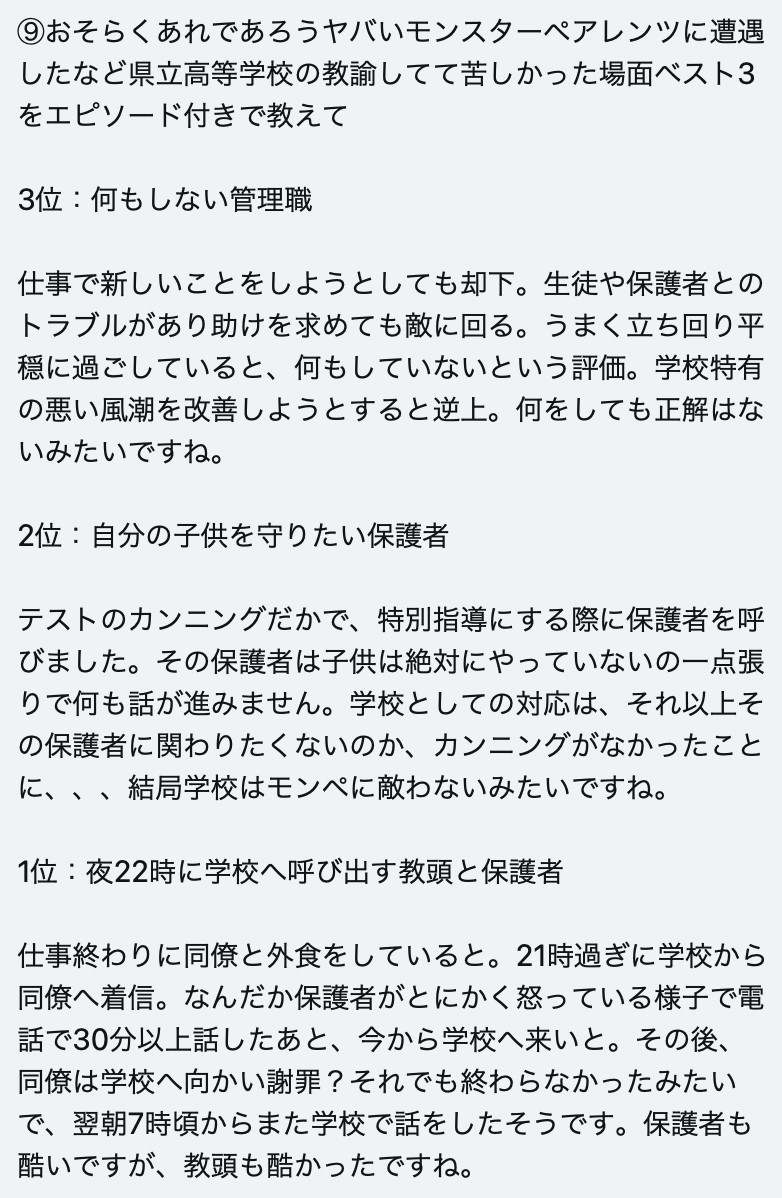 ⑨おそらくあれであろうヤバいモンスターペアレンツに遭遇
したなど県立高等学校の教諭してて苦しかった場面ベスト3
をエピソード付きで教えて
3位：何もしない管理職
仕事で新しいことをしようとしても却下。生徒や保護者との
トラブルがあり助けを求めても敵に回る。うまく立ち回り平
穏に過ごしていると、何もしていないという評価。学校特有
の悪い風潮を改善しようとすると逆上。何をしても正解はな
いみたいですね。
2位：自分の子供を守りたい保護者
テストのカンニングだかで、特別指導にする際に保護者を呼
びました。その保護者は子供は絶対にやっていないの一点張
りで何も話が進みません。学校としての対応は、それ以上そ
の保護者に関わりたくないのか、カンニングがなかったこと
に、、、結局学校はモンペに敵わないみたいですね。
1位：夜22時に学校へ呼び出す教頭と保護者
仕事終わりに同僚と外食をしていると。21時過ぎに学校から
同僚へ着信。なんだか保護者がとにかく怒っている様子で電
話で30分以上話したあと、今から学校へ来いと。その後、
同僚は学校へ向かい謝罪？それでも終わらなかったみたい
で、翌朝7時頃からまた学校で話をしたそうです。保護者も
酷いですが、教頭も酷かったですね。